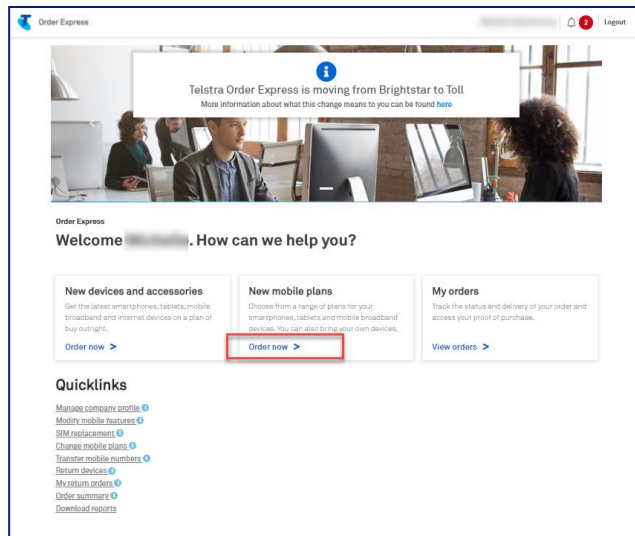 Order Express
2
Logout
Telstra Order Express is moving from Brightstar to Toll
More information about what this change means to you can be found here
Order Express
Welcome . How can we help you?
New devices and accessories
Get the latest smartphones, tablets, mobile
broadband and internet devices on a plan or
buy outright.
Order now >
New mobile plans
Choose from a range of plans for your
smartphones, tablets and mobile broadband
devices. You can also bring your own devices.
Order now >
My orders
Track the status and delivery of your order and
access your proof of purchase.
View orders >
Quicklinks
Manage company profile
Modify mobile features
SIM replacement
Change mobile plans
Transfer mobile numbers
Return devices
My return orders
Order summary
Download reports